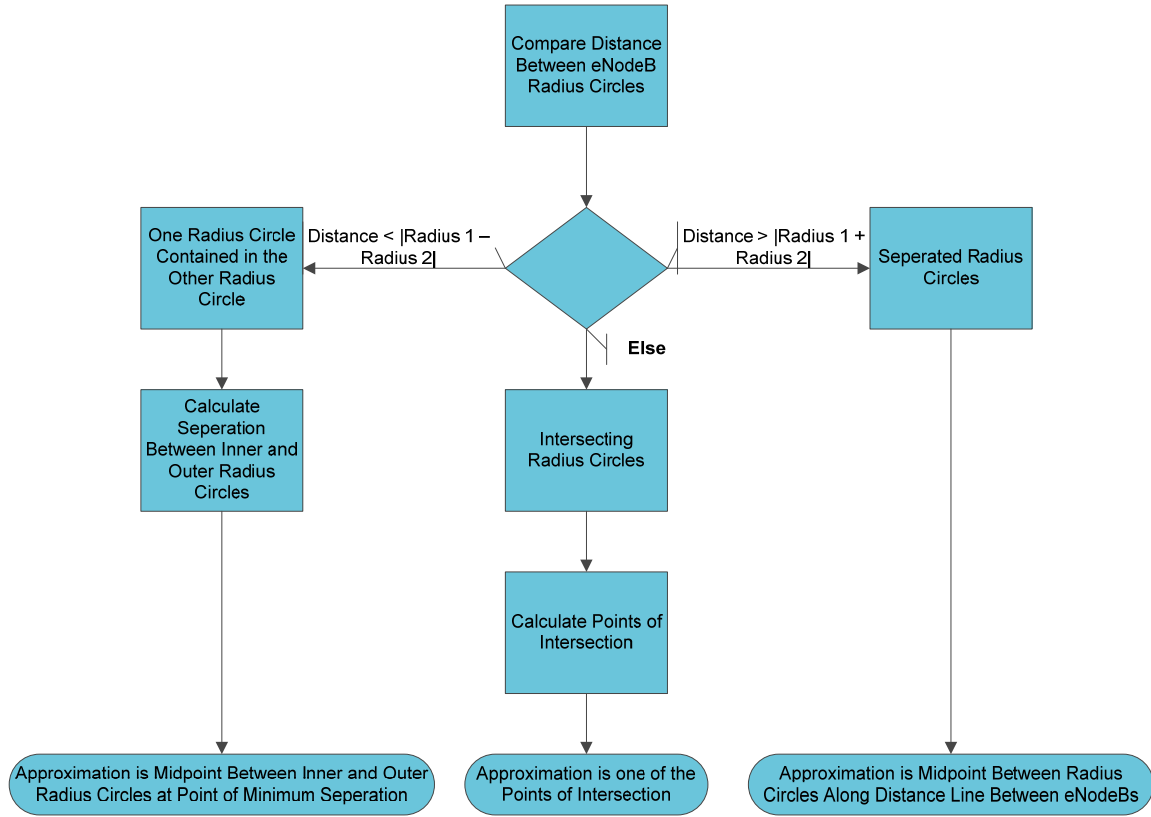 Compare Distance
Between eNodeB
Radius Circles
One Radius Circle
Contained in the
Other Radius
Circle
Distance < |Radius 1 –
Radius 2|
Distance > |Radius 1 +
Radius 2|
Seperated Radius
Circles
Else
Calculate
Seperation
Between Inner and
Outer Radius
Circles
Intersecting
Radius Circles
Calculate Points of
Intersection
Approximation is Midpoint Between Inner and Outer
Radius Circles at Point of Minimum Seperation
Approximation is one of the
Points of Intersection
Approximation is Midpoint Between Radius
Circles Along Distance Line Between eNodeBs